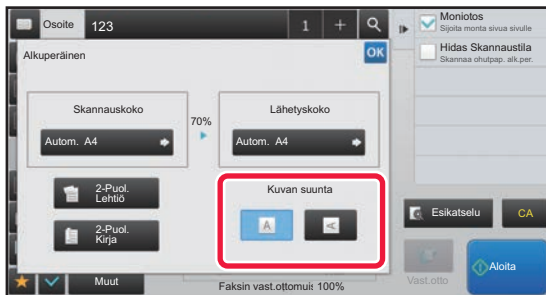 Osoite
123
1
+
Alkuperäinen
OK
Skannauskoko
Autom. A4
70%
Lähetyskoko
Autom. A4
2-Puol.
Lehtiö
2-Puol.
Kirja
Kuvan suunta
A
A
Muut
Faksin vast.ottomuis 100%
Moniotos
Sijoita monta sivua sivulle
Hidas Skannaustila
Skannaa ohutpap. alk.per.
Esikatselu
CA
Vast.otto
Aloita